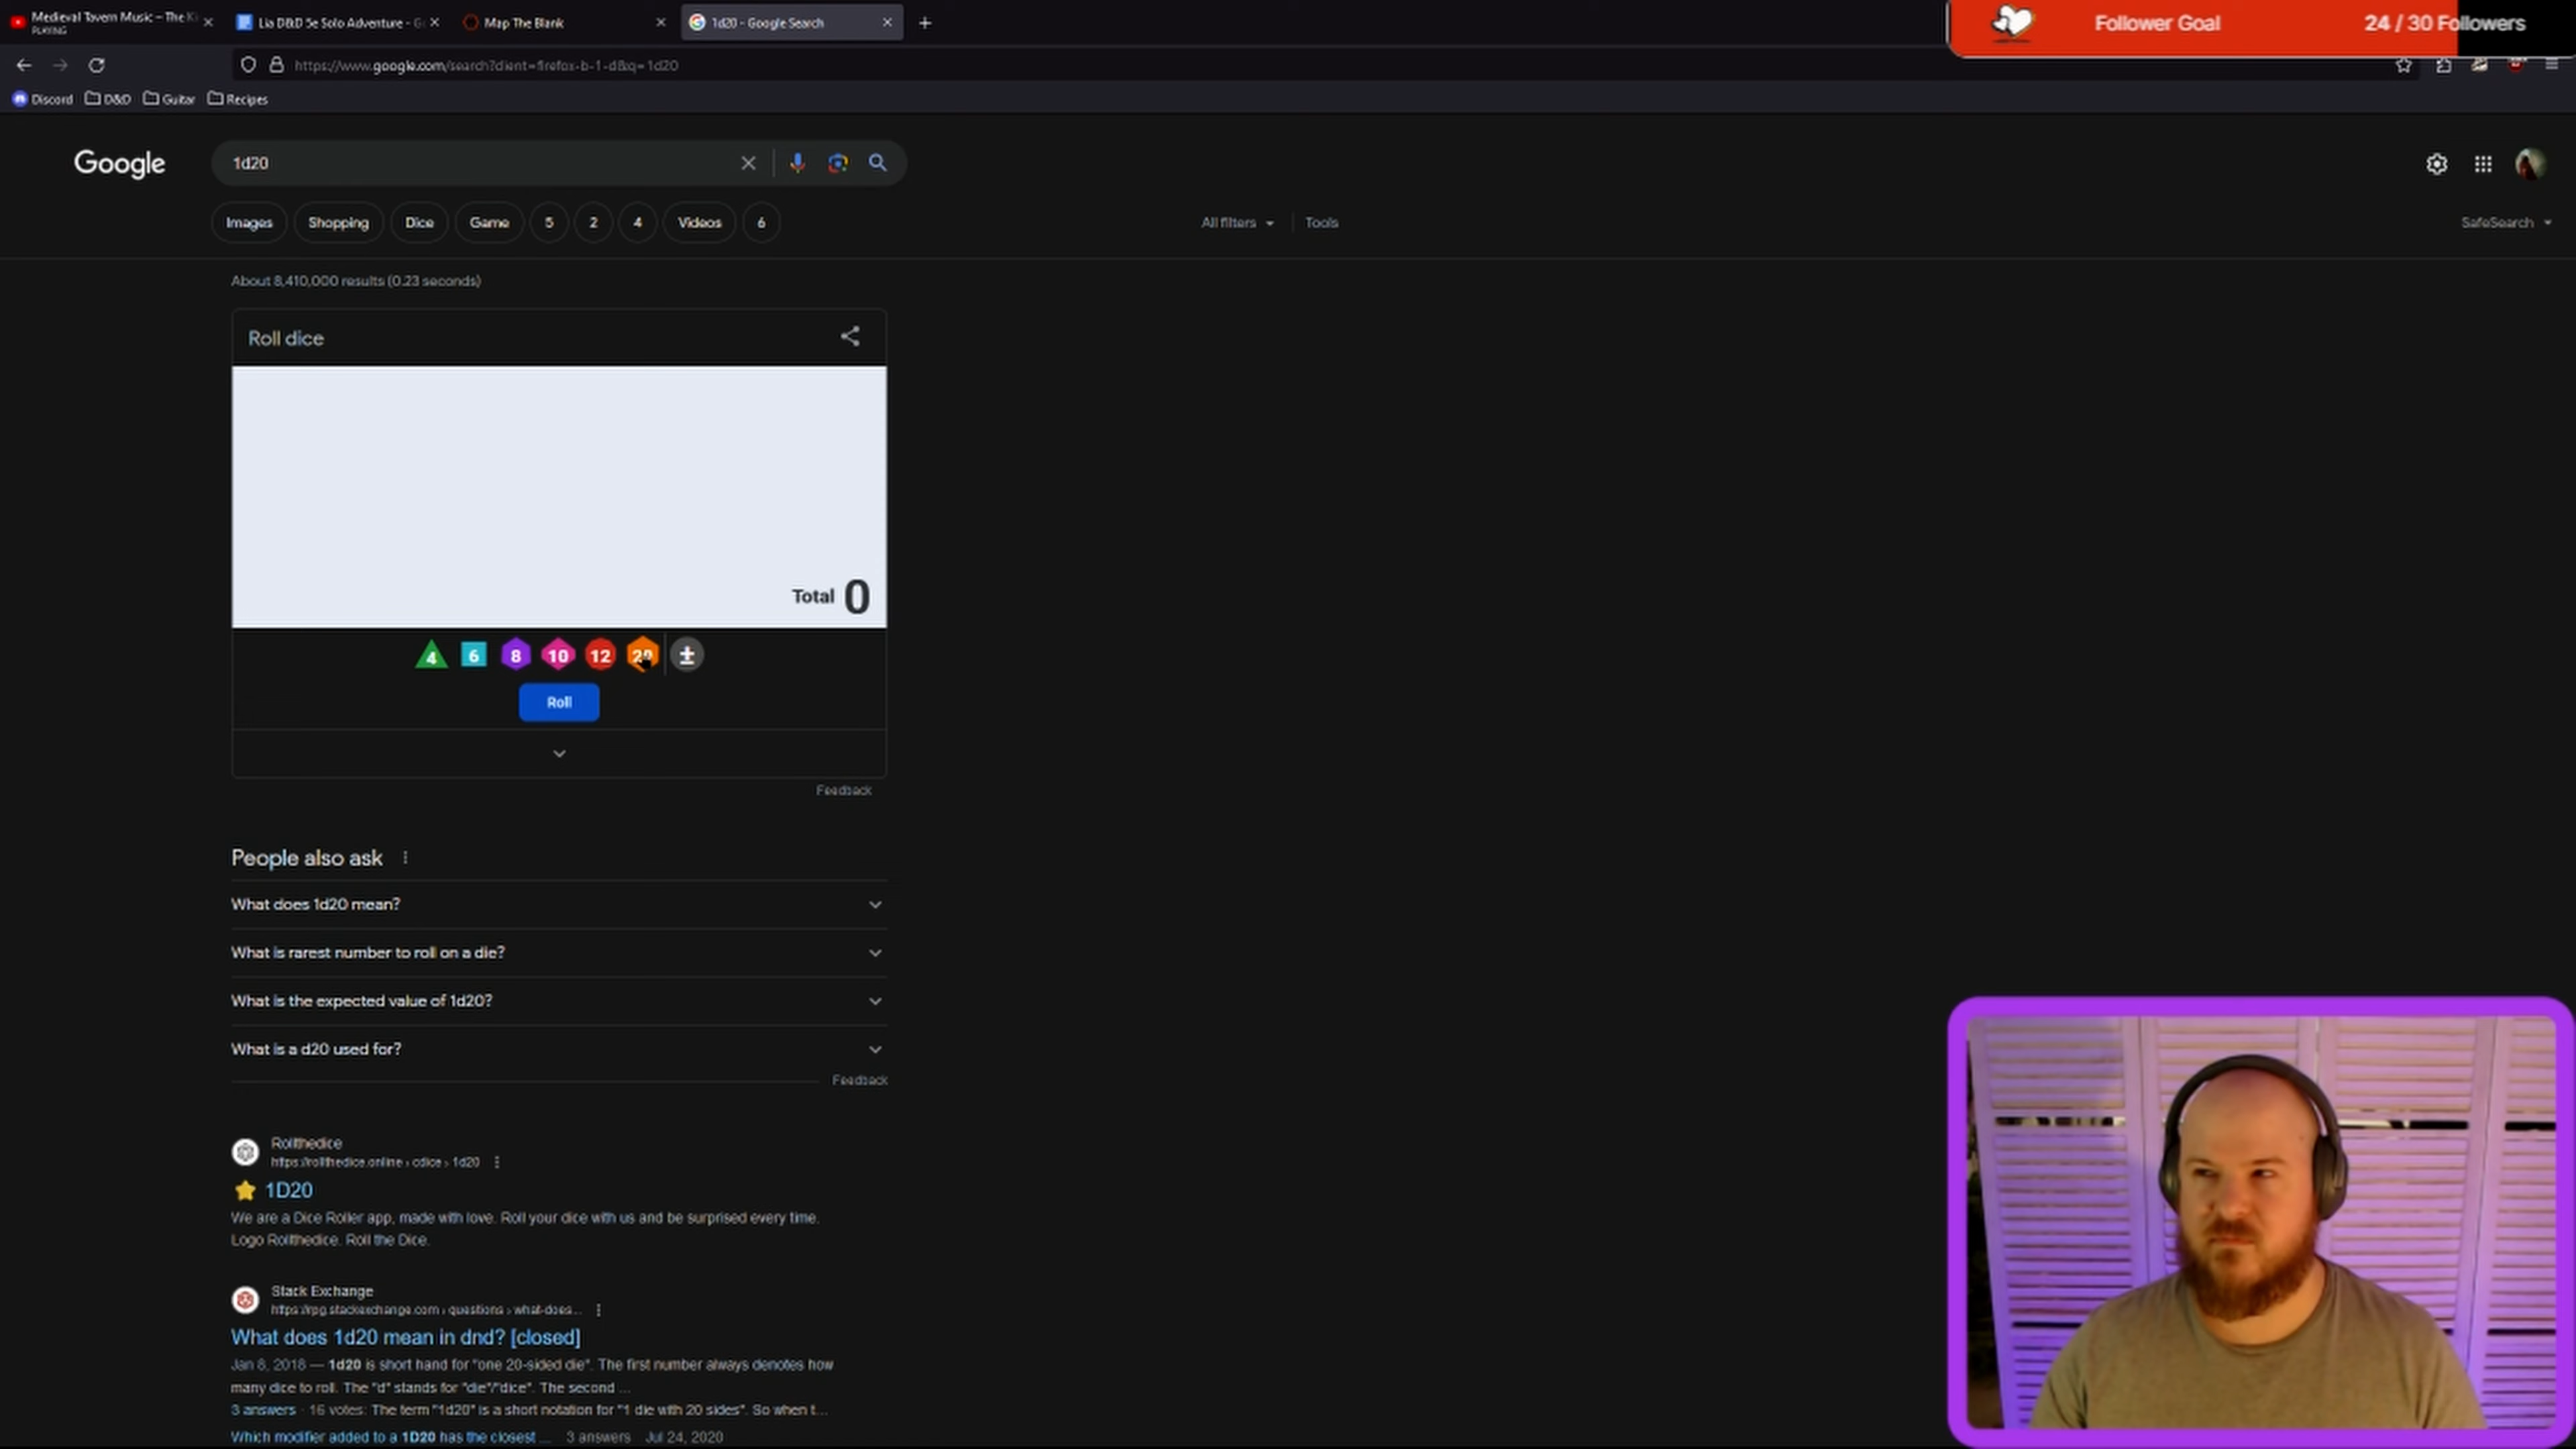 Medieval Tavern Music – The Ki
PLAYING
Lia D&D 5e Solo Adventure - G
Map The Blank
1d20 - Google Search
Follower Goal 24 / 30 Followers
https://www.google.com/search?client=firefox-b-1-d&q=1d20
Discord D&D Guitar Recipes
Google
1d20
Images Shopping Dice Game 5 2 4 Videos 6
All filters Tools
SafeSearch
About 8,410,000 results (0.23 seconds)
Roll dice
Total 0
4 6 8 10 12 20 ±
Roll
Feedback
People also ask
What does 1d20 mean?
What is rarest number to roll on a die?
What is the expected value of 1d20?
What is a d20 used for?
Feedback
Rollthedice
https://rollthedice.online › cdice › 1d20
1D20
We are a Dice Roller app, made with love. Roll your dice with us and be surprised every time.
Logo Rollthedice. Roll the Dice.
Stack Exchange
https://rpg.stackexchange.com › questions › what-does...
What does 1d20 mean in dnd? [closed]
Jan 8, 2018 — 1d20 is short hand for "one 20-sided die". The first number always denotes how
many dice to roll. The "d" stands for "die"/"dice". The second ...
3 answers · 16 votes: The term "1d20" is a short notation for "1 die with 20 sides". So when t...
Which modifier added to a 1D20 has the closest ... 3 answers Jul 24, 2020